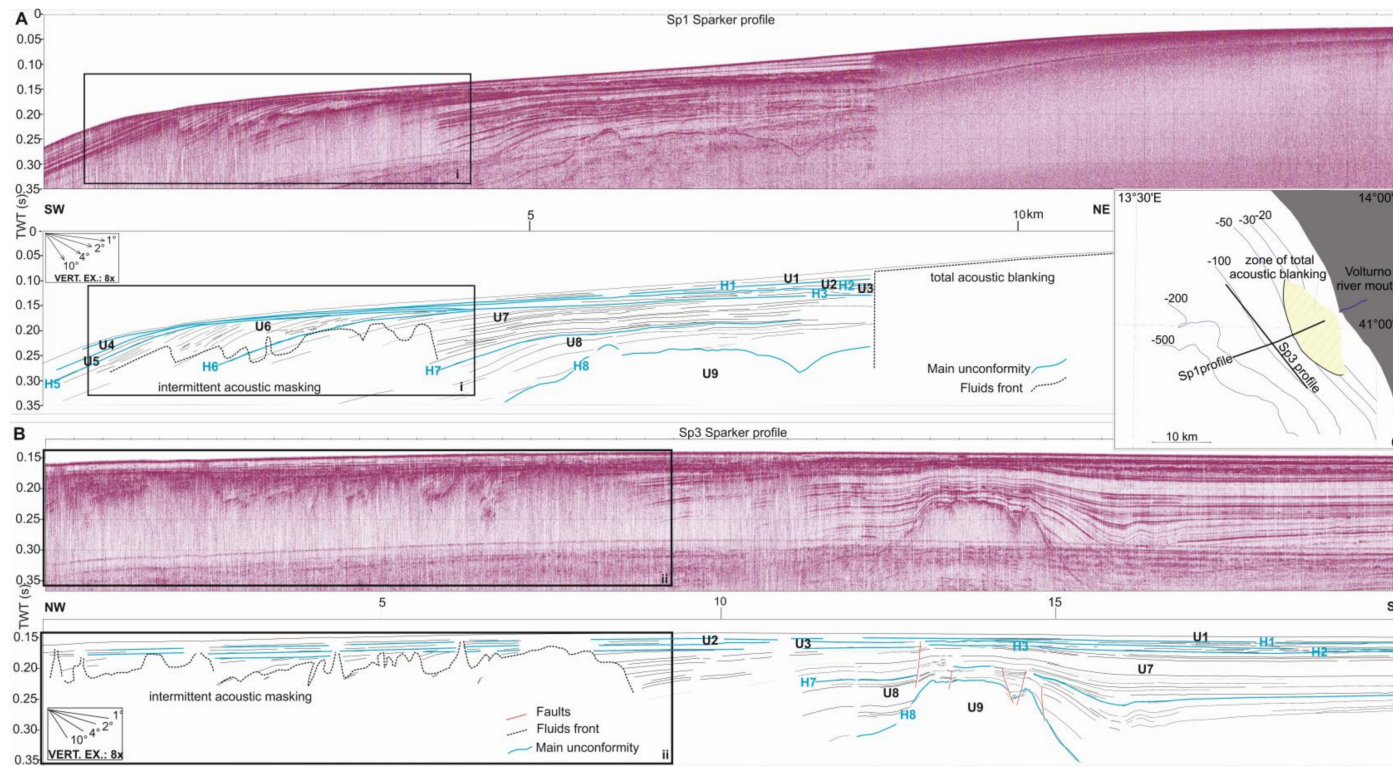 A
Sp1 Sparker profile
0.00
0.05
0.10
0.15
0.20
0.25
0.30
0.35
TWT (s)
i
SW
5
10km
NE
0
0.05
0.10
0.15
0.20
0.25
0.30
0.35
1°
2°
4°
10°
VERT. EX.: 8x
U1
H1
U2
H2
U3
H3
total acoustic blanking
U6
U7
U4
U8
U5
H6
H5
H7
H8
U9
intermittent acoustic masking
i
Main unconformity
Fluids front
13°30'E
14°00'
-50
-30
-20
-100
zone of total
acoustic blanking
Volturno
river mout
-200
41°00'
-500
Sp1profile
Sp3 profile
10 km
B
Sp3 Sparker profile
0.15
0.20
0.25
0.30
0.35
TWT (s)
ii
NW
5
10
15
S
0.15
0.20
0.25
0.30
0.35
U2
U3
H3
U1
H1
H2
U7
H7
U8
H8
U9
intermittent acoustic masking
1°
2°
4°
10°
VERT. EX.: 8x
Faults
Fluids front
Main unconformity
ii